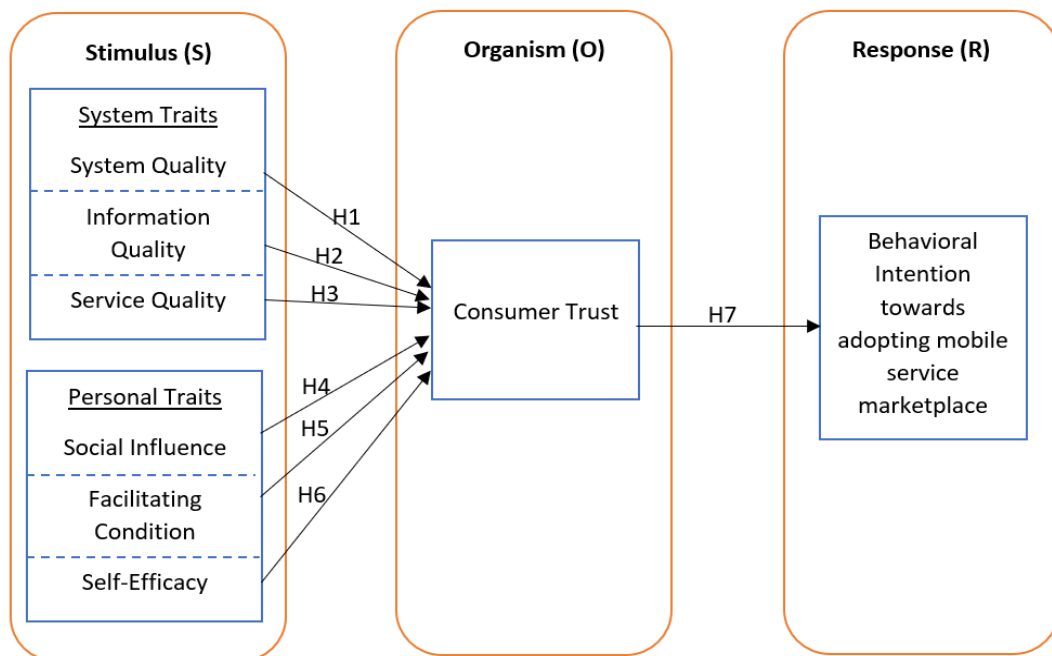 Stimulus (S)
System Traits
System Quality
Information
Quality
Service Quality
Personal Traits
Social Influence
Facilitating
Condition
Self-Efficacy
H1
H2
H3
H4
H5
H6
Organism (O)
Consumer Trust
H7
Response (R)
Behavioral
Intention
towards
adopting mobile
service
marketplace